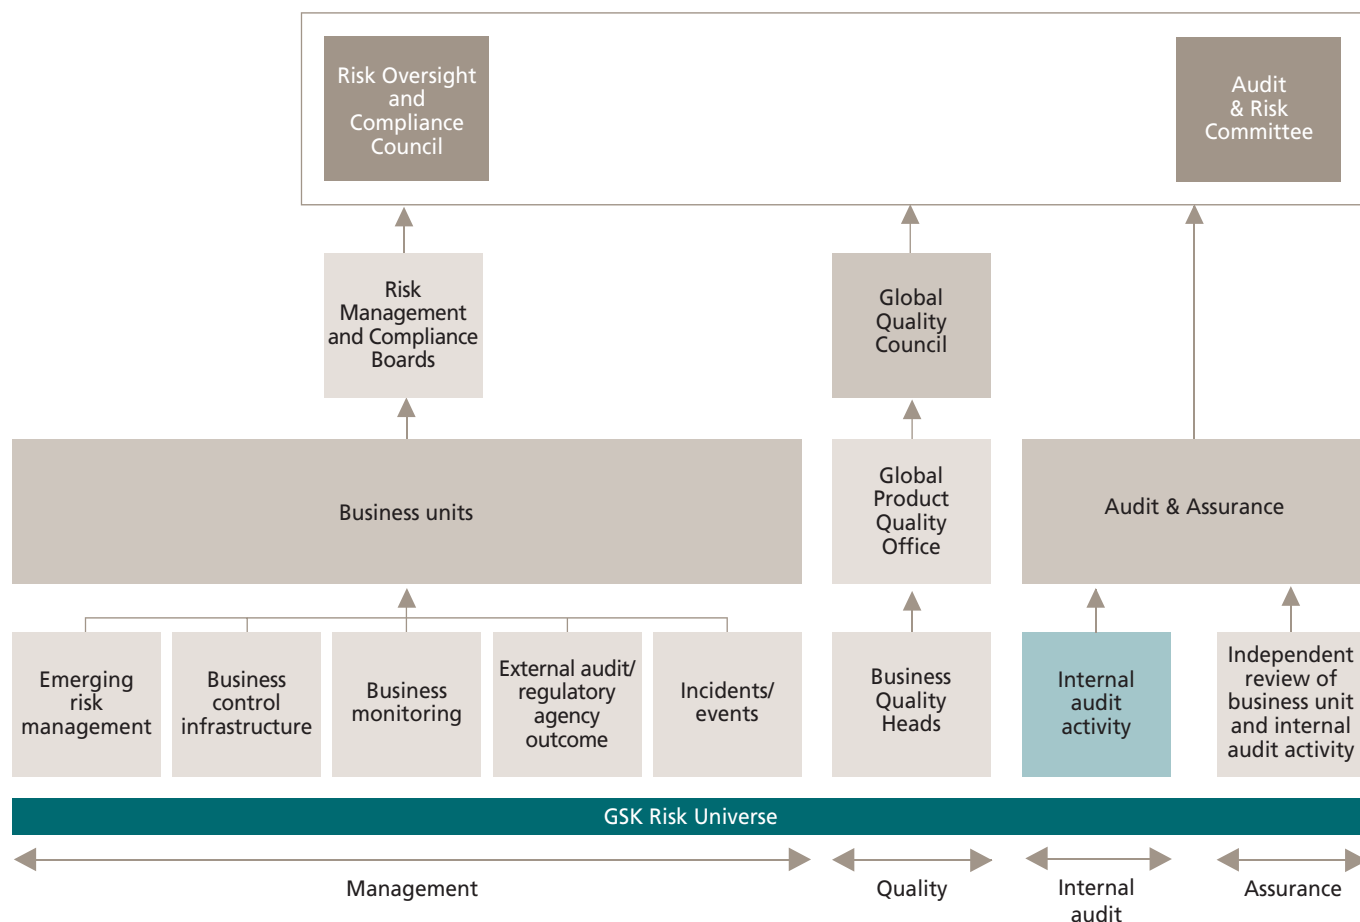 Risk Oversight
and
Compliance
Council
Audit
& Risk
Committee
Risk
Management
and Compliance
Boards
Global
Quality
Council
Business units
Global
Product
Quality
Office
Audit & Assurance
Emerging
risk
management
Business
control
infrastructure
Business
monitoring
External audit/
regulatory
agency
outcome
Incidents/
events
Business
Quality
Heads
Internal
audit
activity
Independent
review of
business unit
and internal
audit activity
GSK Risk Universe
Management
Quality
Internal
audit
Assurance